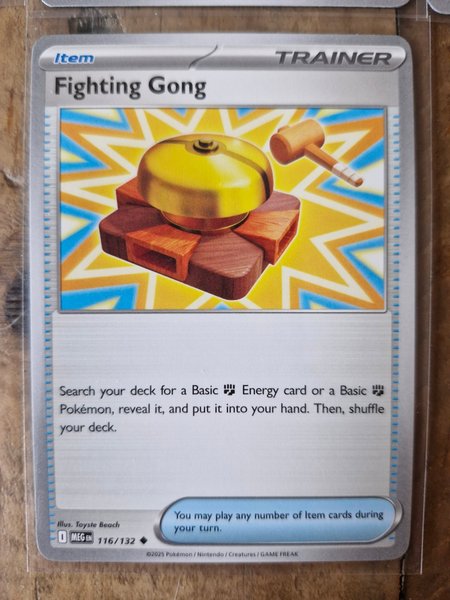 Item TRAINER
Fighting Gong
Search your deck for a Basic Energy card or a Basic
Pokémon, reveal it, and put it into your hand. Then, shuffle
your deck.
You may play any number of Item cards during
your turn.
Illus. Toyste Beach
I MEG EN 116/132
©2025 Pokémon / Nintendo / Creatures / GAME FREAK